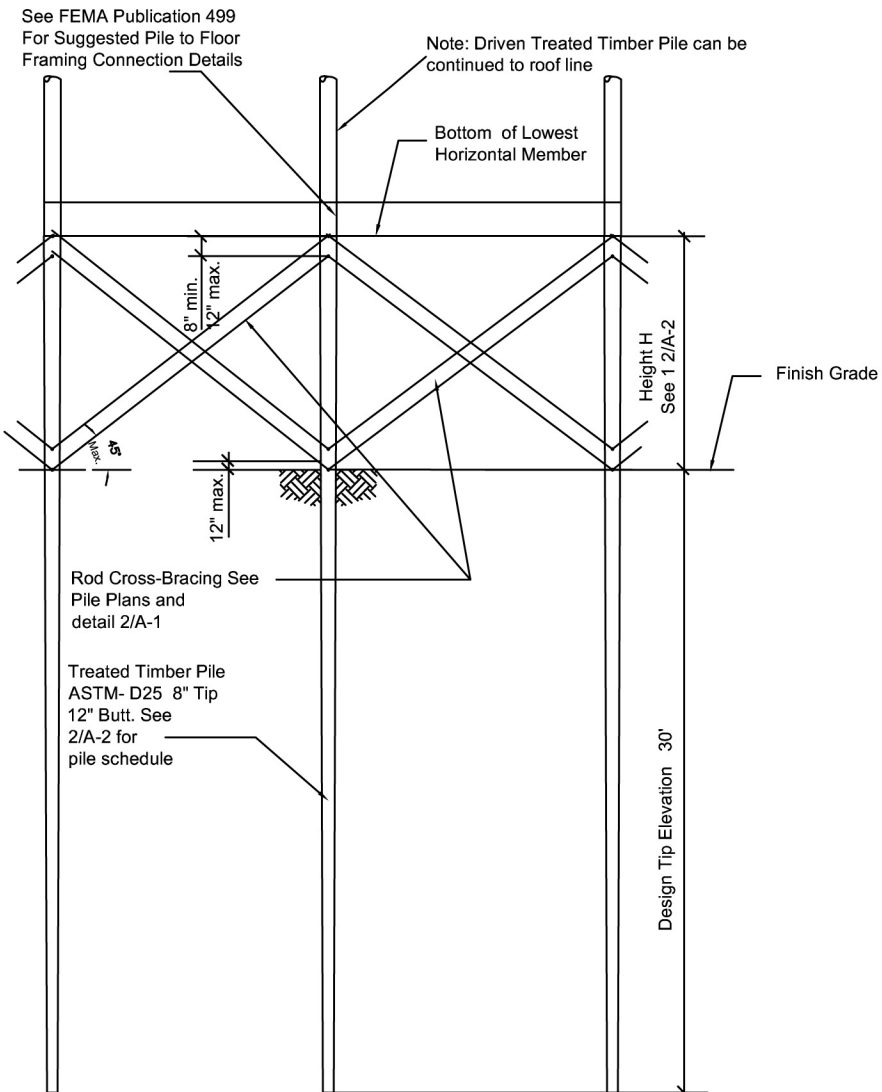 See FEMA Publication 499
For Suggested Pile to Floor
Framing Connection Details
Note: Driven Treated Timber Pile can be
continued to roof line
Bottom of Lowest
Horizontal Member
8" min.
12" max.
Height H
See 1 2/A-2
Finish Grade
45°
Max.
12" max.
Rod Cross-Bracing See
Pile Plans and
detail 2/A-1
Treated Timber Pile
ASTM- D25 8" Tip
12" Butt. See
2/A-2 for
pile schedule
Design Tip Elevation 30'